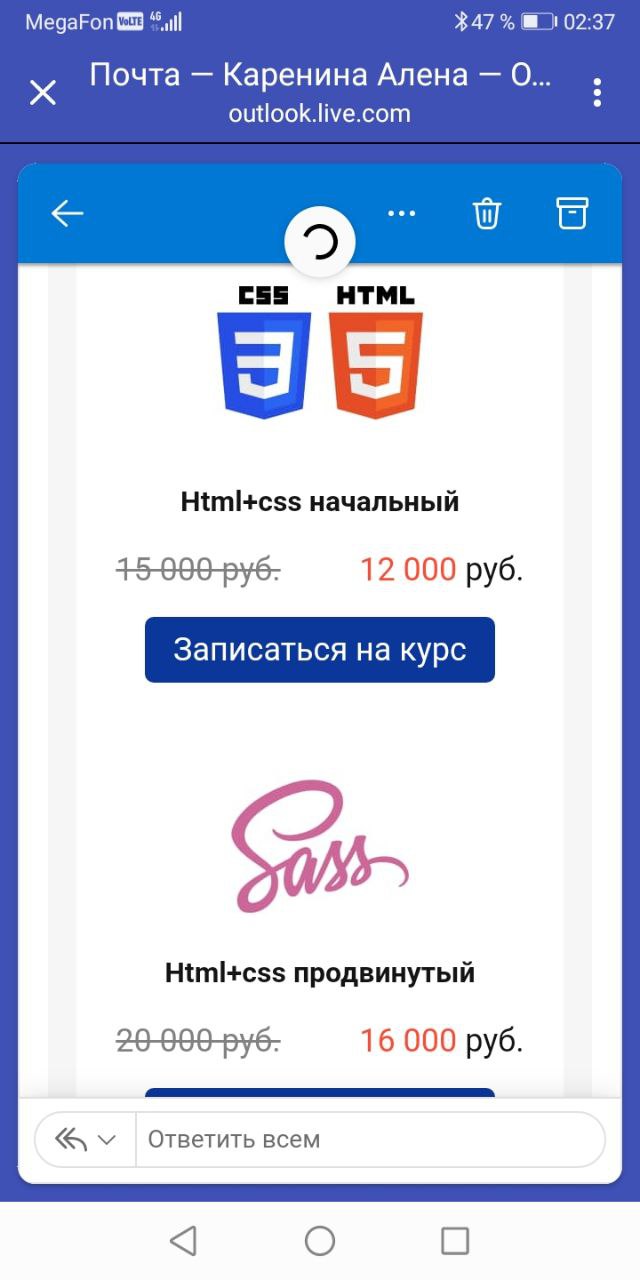 MegaFon VoLTE 4G 47 % 02:37
Почта — Каренина Алена — O...
outlook.live.com
CSS HTML
3 5
Html+css начальный
15 000 руб. 12 000 руб.
Записаться на курс
Sass
Html+css продвинутый
20 000 руб. 16 000 руб.
Ответить всем